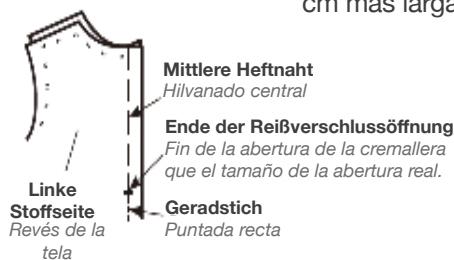 cm más larga
Mittlere Heftnaht
Hilvanado central
Ende der Reißverschlussöffnung
Fin de la abertura de la cremallera
que el tamaño de la abertura real.
Linke
Stoffseite
Revés de la
tela
Geradstich
Puntada recta